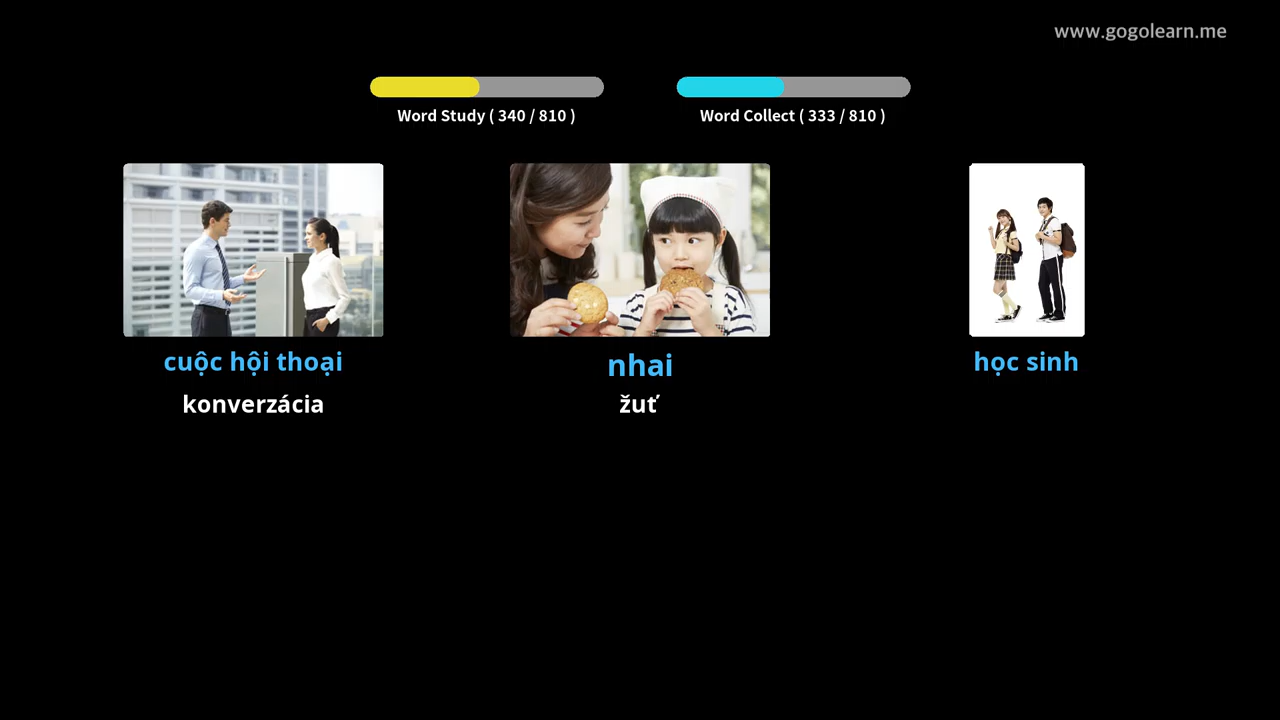 www.gogolearn.me
Word Study ( 340 / 810 )
Word Collect ( 333 / 810 )
cuộc hội thoại
nhai
học sinh
konverzácia
žuť